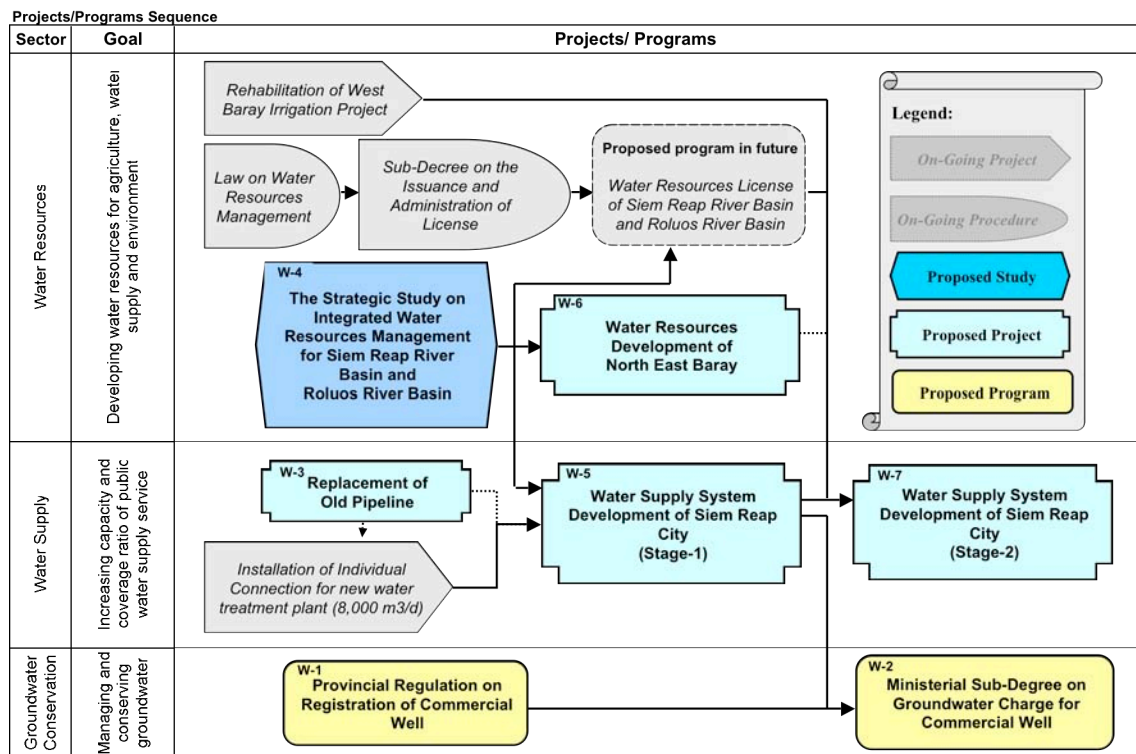 Projects/Programs Sequence
Sector
Goal
Projects/ Programs
Water Resources
Developing water resources for agriculture, water
supply and environment
Rehabilitation of West
Baray Irrigation Project
Law on Water
Resources
Management
Sub-Decree on the
Issuance and
Administration of
License
Proposed program in future
Water Resources License
of Siem Reap River Basin
and Roluos River Basin
W-4
The Strategic Study on
Integrated Water
Resources Management
for Siem Reap River
Basin and
Roluos River Basin
W-6
Water Resources
Development of
North East Baray
Legend:
On-Going Project
On-Going Procedure
Proposed Study
Proposed Project
Proposed Program
Water Supply
Increasing capacity and
coverage ratio of public
water supply service
W-3
Replacement of
Old Pipeline
Installation of Individual
Connection for new water
treatment plant (8,000 m3/d)
W-5
Water Supply System
Development of Siem Reap
City
(Stage-1)
W-7
Water Supply System
Development of Siem Reap
City
(Stage-2)
Groundwater
Conservation
Managing and
conserving
groundwater
W-1
Provincial Regulation on
Registration of Commercial
Well
W-2
Ministerial Sub-Degree on
Groundwater Charge for
Commercial Well